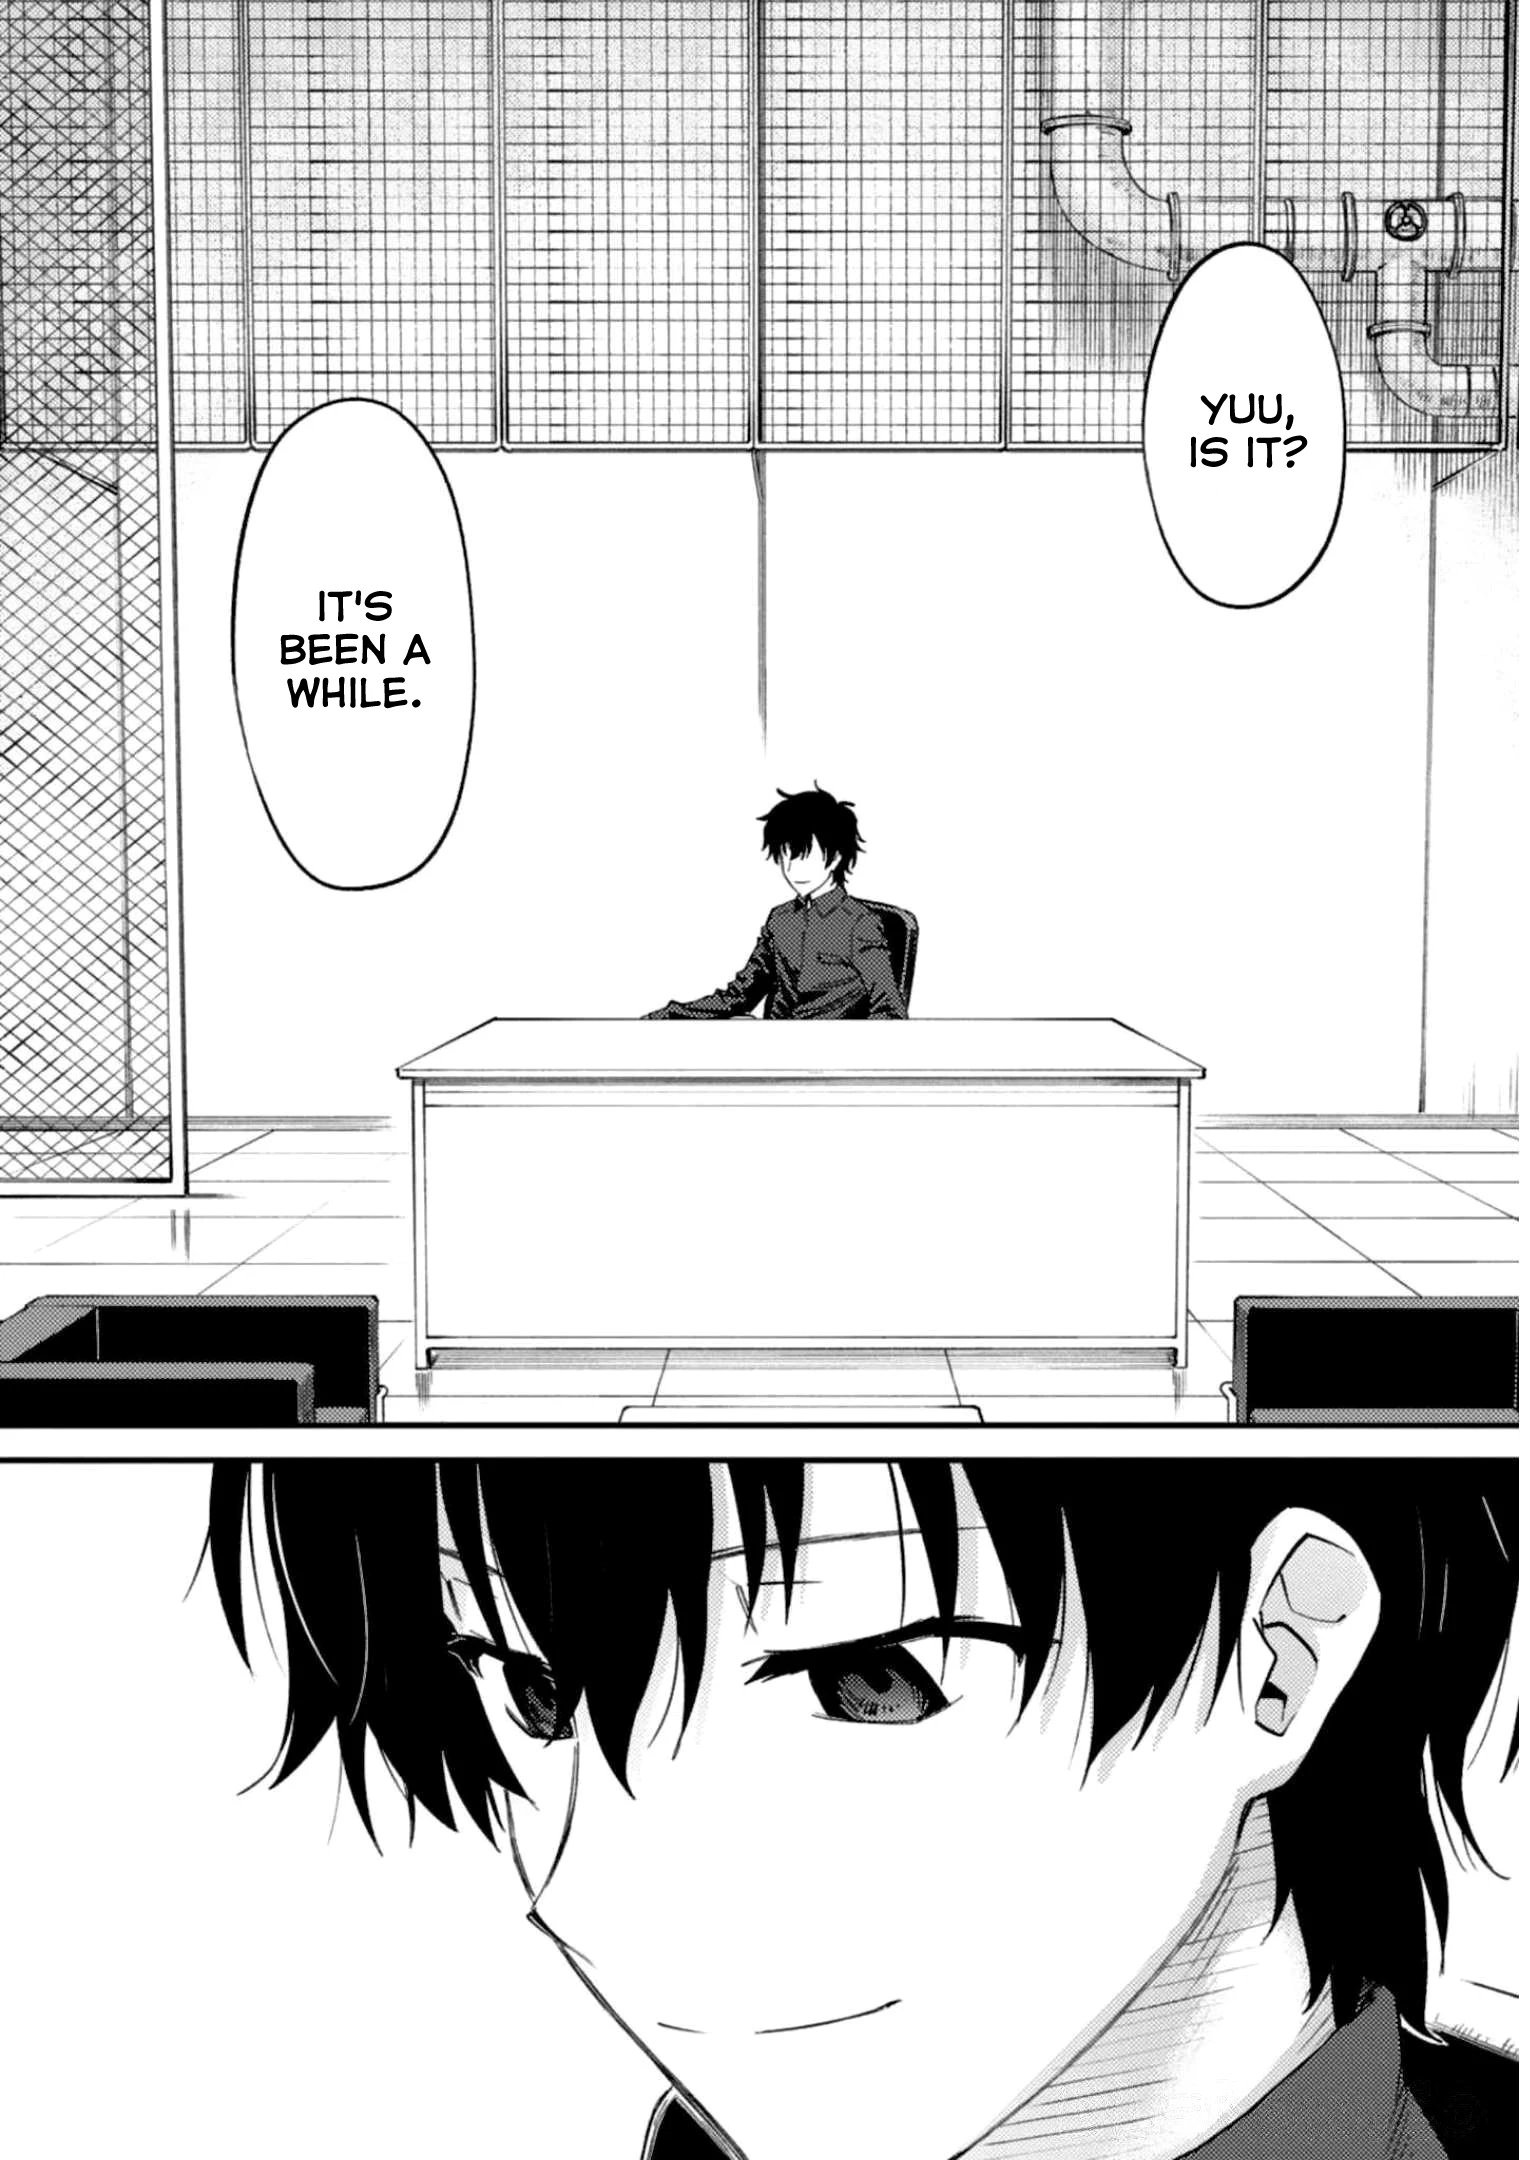 YUU,
IS IT?
IT'S
BEEN A
WHILE.